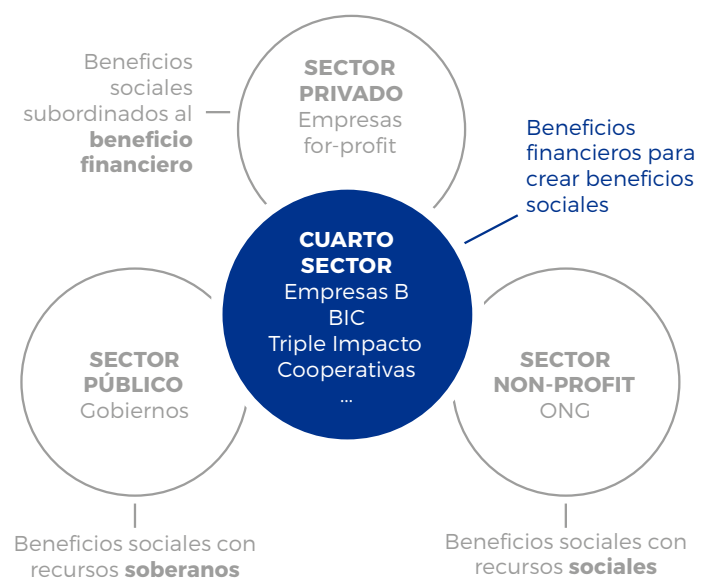 Beneficios
sociales
subordinados al
beneficio
financiero
SECTOR
PRIVADO
Empresas
for-profit
Beneficios
financieros para
crear beneficios
sociales
CUARTO
SECTOR
Empresas B
BIC
Triple Impacto
Cooperativas
...
SECTOR
PÚBLICO
Gobiernos
SECTOR
NON-PROFIT
ONG
Beneficios sociales con
recursos soberanos
Beneficios sociales con
recursos sociales